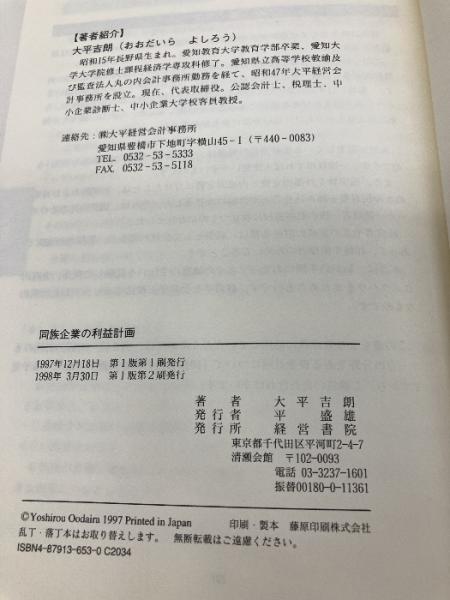 【著者紹介】
大平吉朗（おおだいら　よしろう）
昭和15年長野県生まれ。愛知教育大学教育学部卒業、愛知大
学大学院修士課程経済学専攻科修了。愛知県立高等学校教諭及
び監査法人丸の内会計事務所勤務を経て、昭和47年大平経営会
計事務所を設立。現在、代表取締役。公認会計士、税理士、中
小企業診断士、中小企業大学校客員教授。
連絡先：㈱大平経営会計事務所
愛知県豊橋市下地町字横山45－1（〒440－0083）
TEL. 0532－53－5333
FAX. 0532－53－5118
同族企業の利益計画
1997年12月18日　第1版第1刷発行
1998年 3月30日　第1版第2刷発行
著者　大平吉朗
発行者　平盛雄
発行所　経営書院
東京都千代田区平河町2－4－7
清瀬会館　〒102－0093
電話 03－3237－1601
振替00180－0－11361
©Yoshirou Oodaira 1997 Printed in Japan　印刷・製本　藤原印刷株式会社
乱丁・落丁本はお取り替えします。　無断転載はご遠慮ください。
ISBN4－87913－653－0 C2034